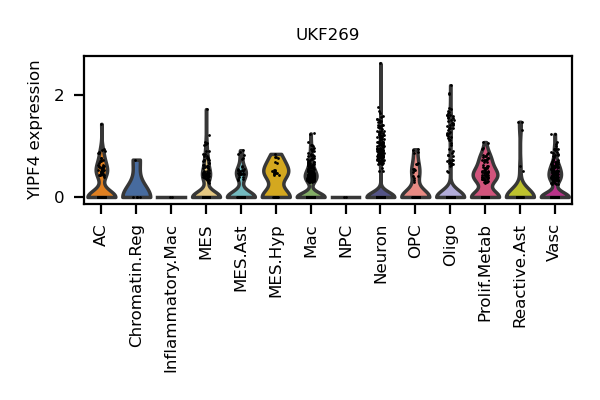 UKF269
YIPF4 expression
2
0
AC
Chromatin.Reg
Inflammatory.Mac
MES
MES.Ast
MES.Hyp
Mac
NPC
Neuron
OPC
Oligo
Prolif.Metab
Reactive.Ast
Vasc